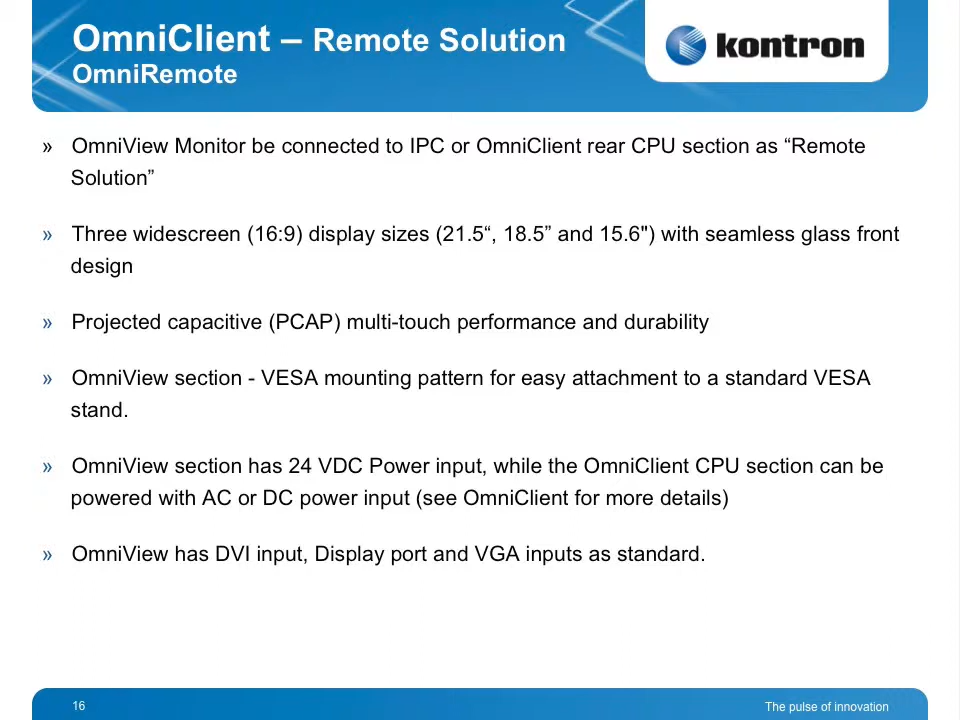 OmniClient – Remote Solution
OmniRemote
kontron
» OmniView Monitor be connected to IPC or OmniClient rear CPU section as “Remote
Solution”
» Three widescreen (16:9) display sizes (21.5“, 18.5” and 15.6") with seamless glass front
design
» Projected capacitive (PCAP) multi-touch performance and durability
» OmniView section - VESA mounting pattern for easy attachment to a standard VESA
stand.
» OmniView section has 24 VDC Power input, while the OmniClient CPU section can be
powered with AC or DC power input (see OmniClient for more details)
» OmniView has DVI input, Display port and VGA inputs as standard.
16
The pulse of innovation